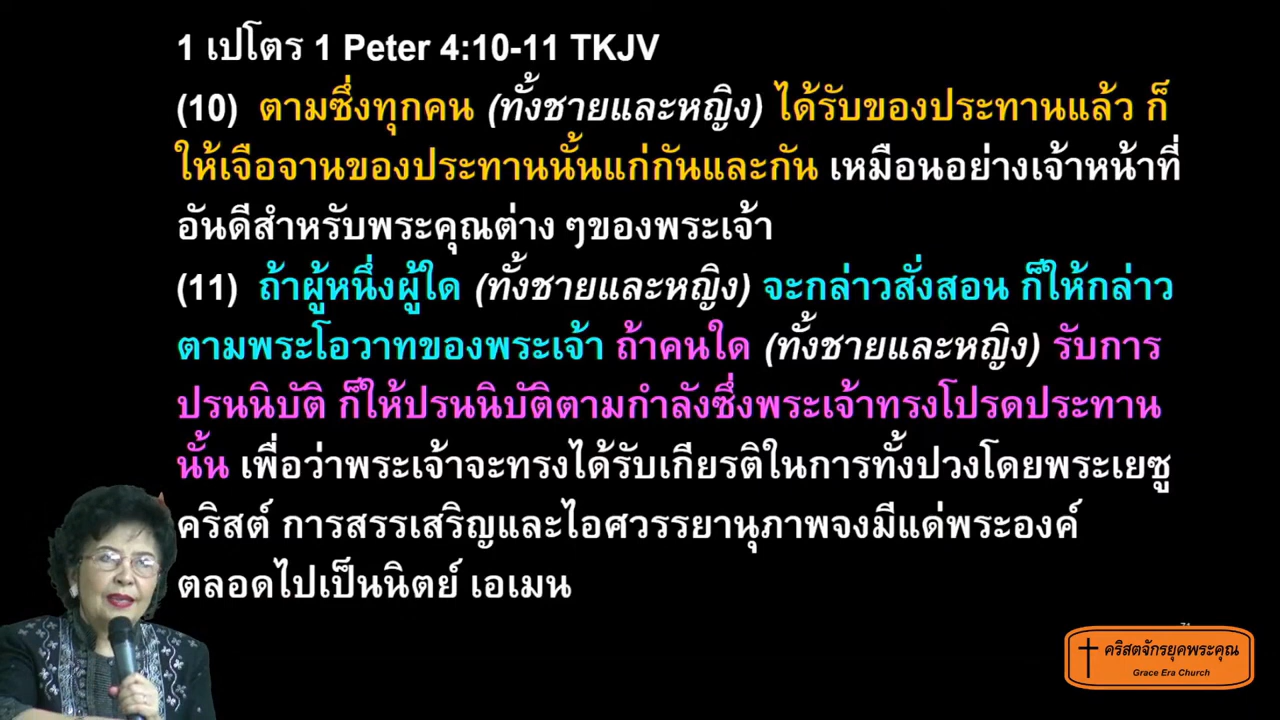 1 เปโตร 1 Peter 4:10-11 TKJV
(10) ตามซึ่งทุกคน (ทั้งชายและหญิง) ได้รับของประทานแล้ว ก็
ให้เจือจานของประทานนั้นแก่กันและกัน เหมือนอย่างเจ้าหน้าที่
อันดีสำหรับพระคุณต่าง ๆของพระเจ้า
(11) ถ้าผู้หนึ่งผู้ใด (ทั้งชายและหญิง) จะกล่าวสั่งสอน ก็ให้กล่าว
ตามพระโอวาทของพระเจ้า ถ้าคนใด (ทั้งชายและหญิง) รับการ
ปรนนิบัติ ก็ให้ปรนนิบัติตามกำลังซึ่งพระเจ้าทรงโปรดประทาน
นั้น เพื่อว่าพระเจ้าจะทรงได้รับเกียรติในการทั้งปวงโดยพระเยซู
คริสต์ การสรรเสริญและไอศวรรยานุภาพจงมีแด่พระองค์
ตลอดไปเป็นนิตย์ เอเมน
คริสตจักรยุคพระคุณ
Grace Era Church